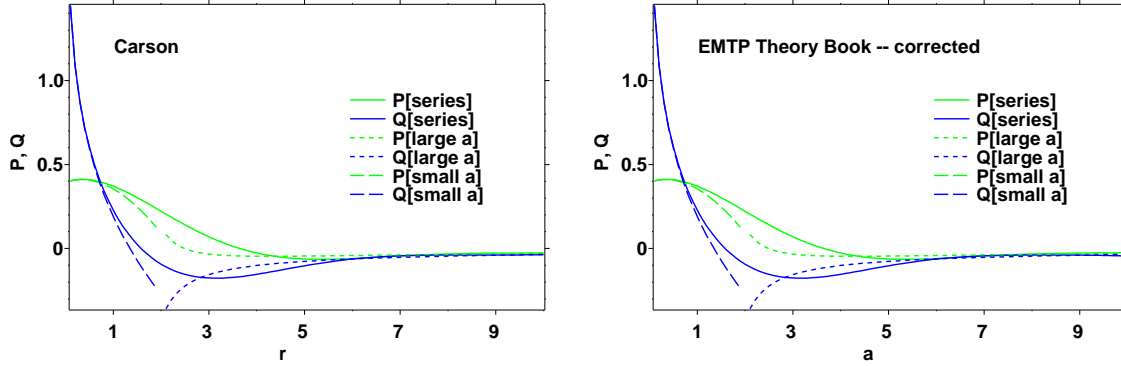 Carson
P, Q
1.0
0.5
0
P[series]
Q[series]
P[large a]
Q[large a]
P[small a]
Q[small a]
1 3 5 7 9
r
EMTP Theory Book -- corrected
P, Q
1.0
0.5
0
P[series]
Q[series]
P[large a]
Q[large a]
P[small a]
Q[small a]
1 3 5 7 9
a